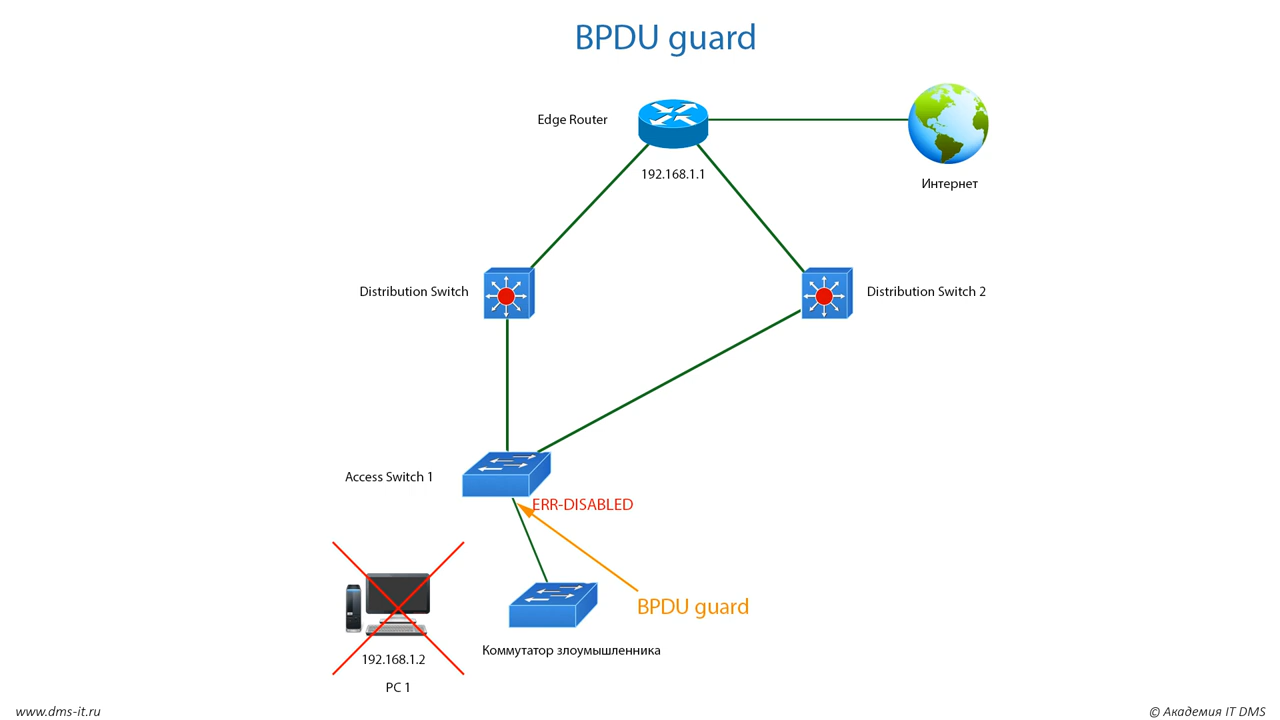 BPDU guard
Edge Router
192.168.1.1
Интернет
Distribution Switch
Distribution Switch 2
Access Switch 1
ERR-DISABLED
BPDU guard
Коммутатор злоумышленника
192.168.1.2
PC 1
www.dms-it.ru
© Академия IT DMS